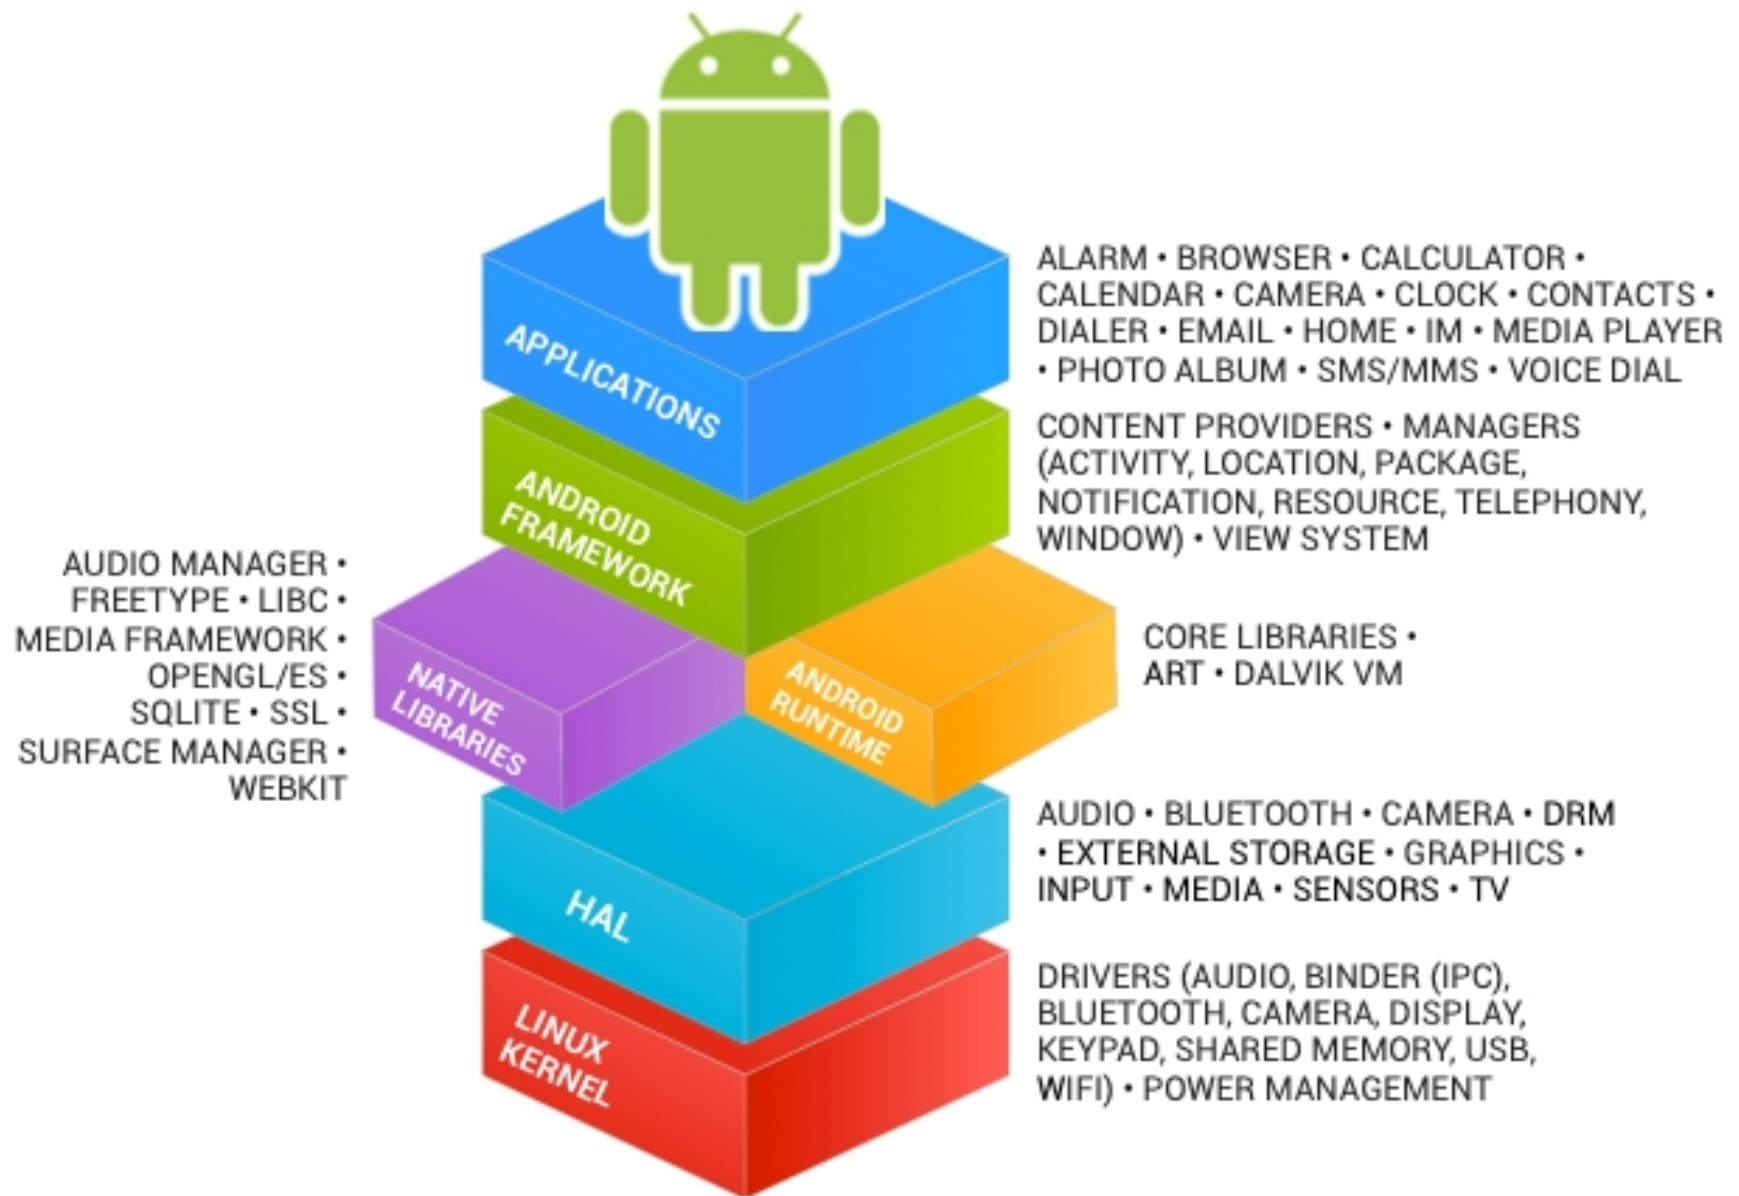 ALARM • BROWSER • CALCULATOR •
CALENDAR • CAMERA • CLOCK • CONTACTS •
DIALER • EMAIL • HOME • IM • MEDIA PLAYER
• PHOTO ALBUM • SMS/MMS • VOICE DIAL
APPLICATIONS
CONTENT PROVIDERS • MANAGERS
(ACTIVITY, LOCATION, PACKAGE,
NOTIFICATION, RESOURCE, TELEPHONY,
WINDOW) • VIEW SYSTEM
ANDROID
FRAMEWORK
AUDIO MANAGER •
FREETYPE • LIBC •
MEDIA FRAMEWORK •
OPENGL/ES •
SQLITE • SSL •
SURFACE MANAGER •
WEBKIT
NATIVE
LIBRARIES
ANDROID
RUNTIME
CORE LIBRARIES •
ART • DALVIK VM
HAL
AUDIO • BLUETOOTH • CAMERA • DRM
• EXTERNAL STORAGE • GRAPHICS •
INPUT • MEDIA • SENSORS • TV
LINUX
KERNEL
DRIVERS (AUDIO, BINDER (IPC),
BLUETOOTH, CAMERA, DISPLAY,
KEYPAD, SHARED MEMORY, USB,
WIFI) • POWER MANAGEMENT